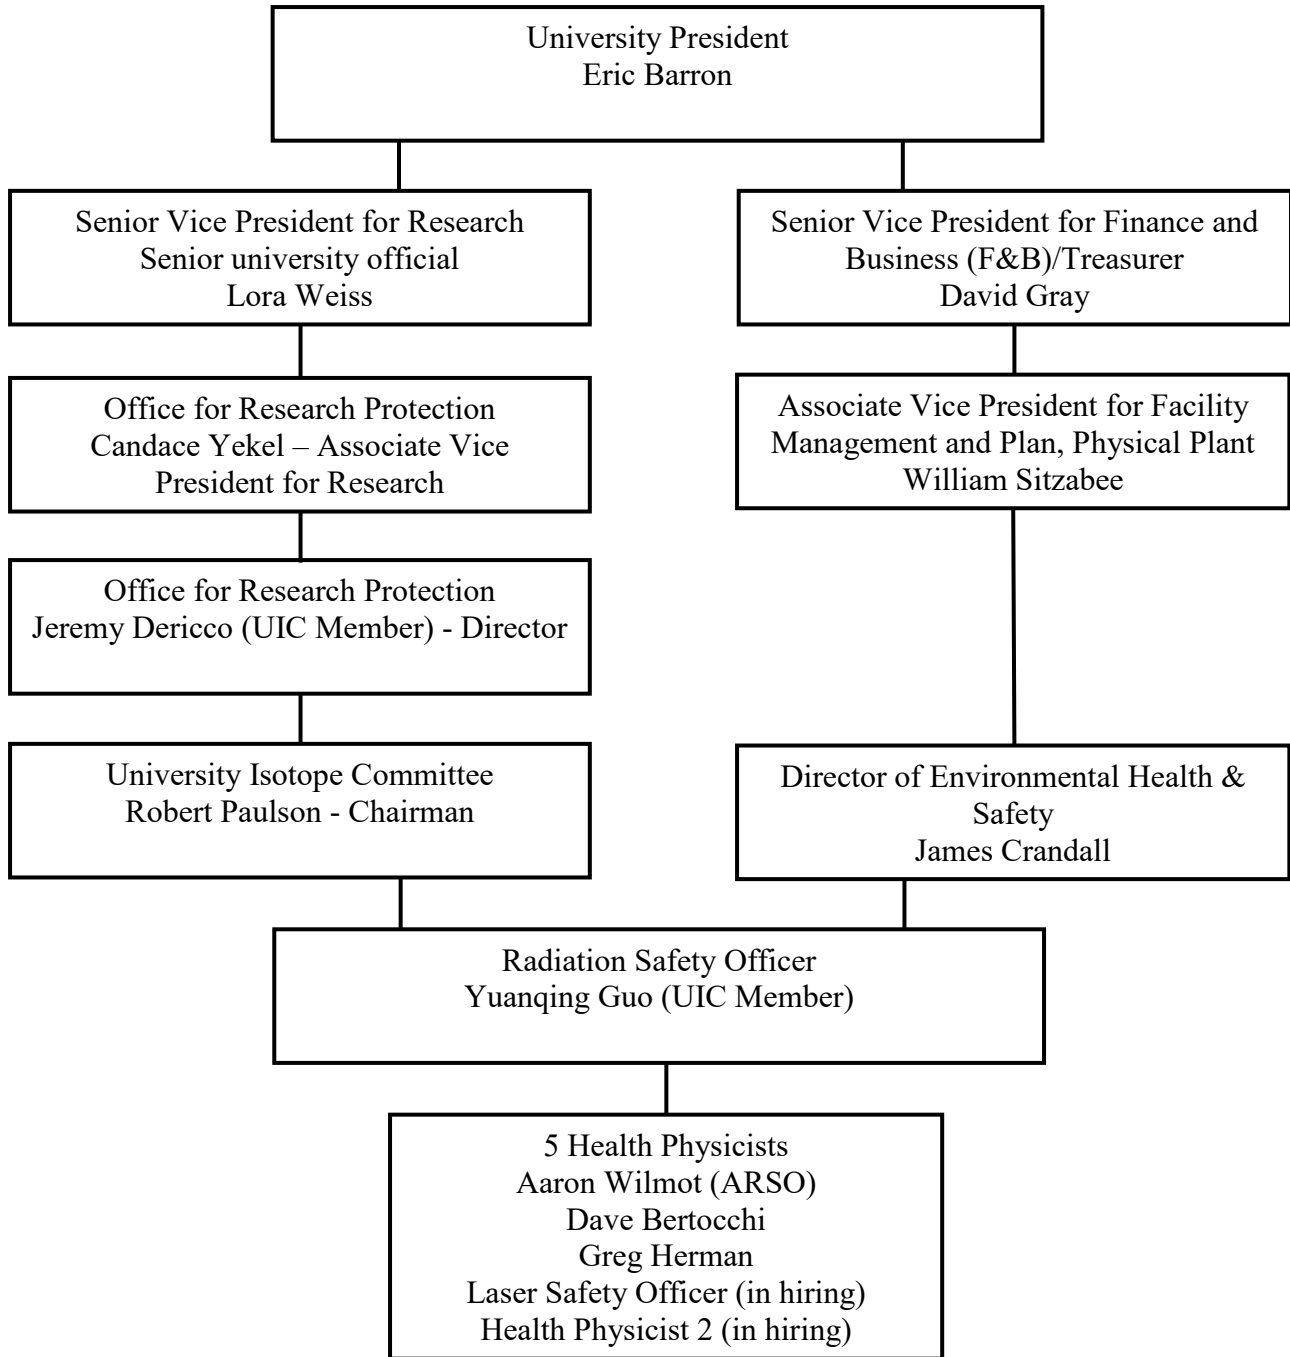 University President
Eric Barron
Senior Vice President for Research
Senior university official
Lora Weiss
Senior Vice President for Finance and
Business (F&B)/Treasurer
David Gray
Office for Research Protection
Candace Yekel – Associate Vice
President for Research
Associate Vice President for Facility
Management and Plan, Physical Plant
William Sitzabee
Office for Research Protection
Jeremy Dericco (UIC Member) - Director
University Isotope Committee
Robert Paulson - Chairman
Director of Environmental Health &
Safety
James Crandall
Radiation Safety Officer
Yuanqing Guo (UIC Member)
5 Health Physicists
Aaron Wilmot (ARSO)
Dave Bertocchi
Greg Herman
Laser Safety Officer (in hiring)
Health Physicist 2 (in hiring)